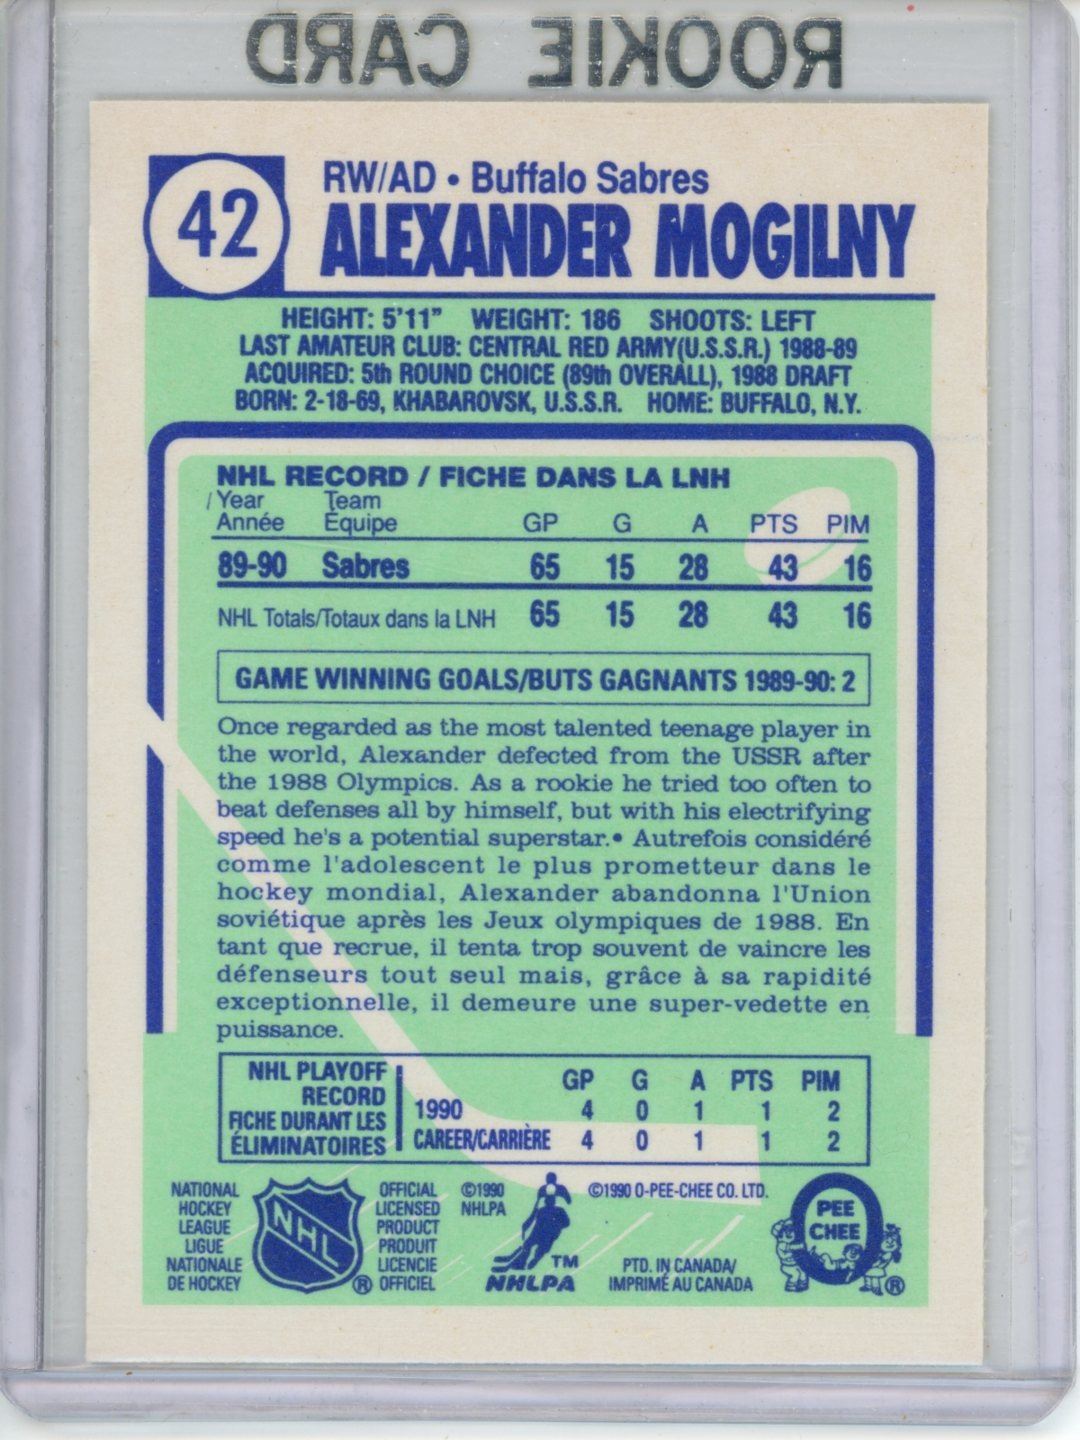 ROOKIE CARD
42
RW/AD • Buffalo Sabres
ALEXANDER MOGILNY
HEIGHT: 5'11" WEIGHT: 186 SHOOTS: LEFT
LAST AMATEUR CLUB: CENTRAL RED ARMY(U.S.S.R.) 1988-89
ACQUIRED: 5th ROUND CHOICE (89th OVERALL), 1988 DRAFT
BORN: 2-18-69, KHABAROVSK, U.S.S.R. HOME: BUFFALO, N.Y.
NHL RECORD / FICHE DANS LA LNH
Year Team
Année Équipe GP G A PTS PIM
89-90 Sabres 65 15 28 43 16
NHL Totals/Totaux dans la LNH 65 15 28 43 16
GAME WINNING GOALS/BUTS GAGNANTS 1989-90: 2
Once regarded as the most talented teenage player in
the world, Alexander defected from the USSR after
the 1988 Olympics. As a rookie he tried too often to
beat defenses all by himself, but with his electrifying
speed he's a potential superstar.• Autrefois considéré
comme l'adolescent le plus prometteur dans le
hockey mondial, Alexander abandonna l'Union
soviétique après les Jeux olympiques de 1988. En
tant que recrue, il tenta trop souvent de vaincre les
défenseurs tout seul mais, grâce à sa rapidité
exceptionnelle, il demeure une super-vedette en
puissance.
NHL PLAYOFF
RECORD
FICHE DURANT LES
ÉLIMINATOIRES
GP G A PTS PIM
1990 4 0 1 1 2
CAREER/CARRIÈRE 4 0 1 1 2
NATIONAL
HOCKEY
LEAGUE
LIGUE
NATIONALE
DE HOCKEY
NHL
®
OFFICIAL
LICENSED
PRODUCT
PRODUIT
LICENCIE
OFFICIEL
©1990
NHLPA
TM
NHLPA
©1990 O-PEE-CHEE CO. LTD.
PTD. IN CANADA/
IMPRIMÉ AU CANADA
O
PEE
CHEE
®